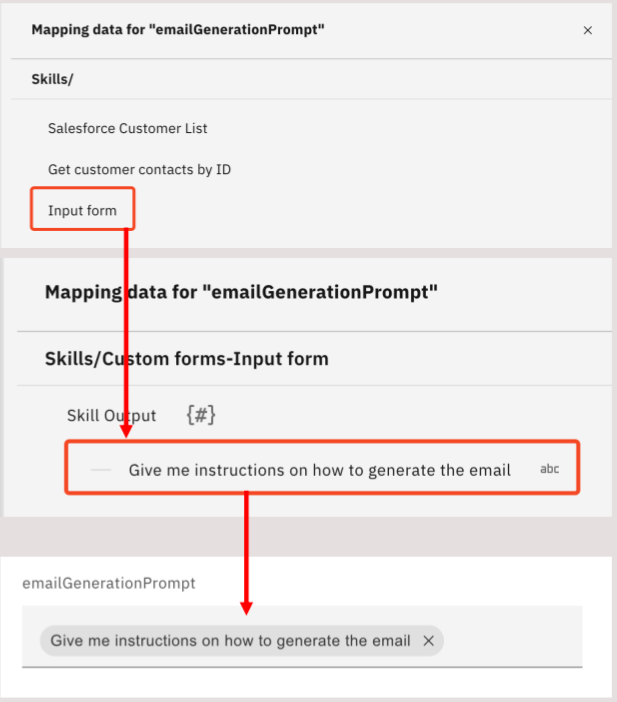 Mapping data for "emailGenerationPrompt" ×
Skills/
Salesforce Customer List
Get customer contacts by ID
Input form
Mapping data for "emailGenerationPrompt"
Skills/Custom forms-Input form
Skill Output {#}
Give me instructions on how to generate the email abc
emailGenerationPrompt
Give me instructions on how to generate the email ×